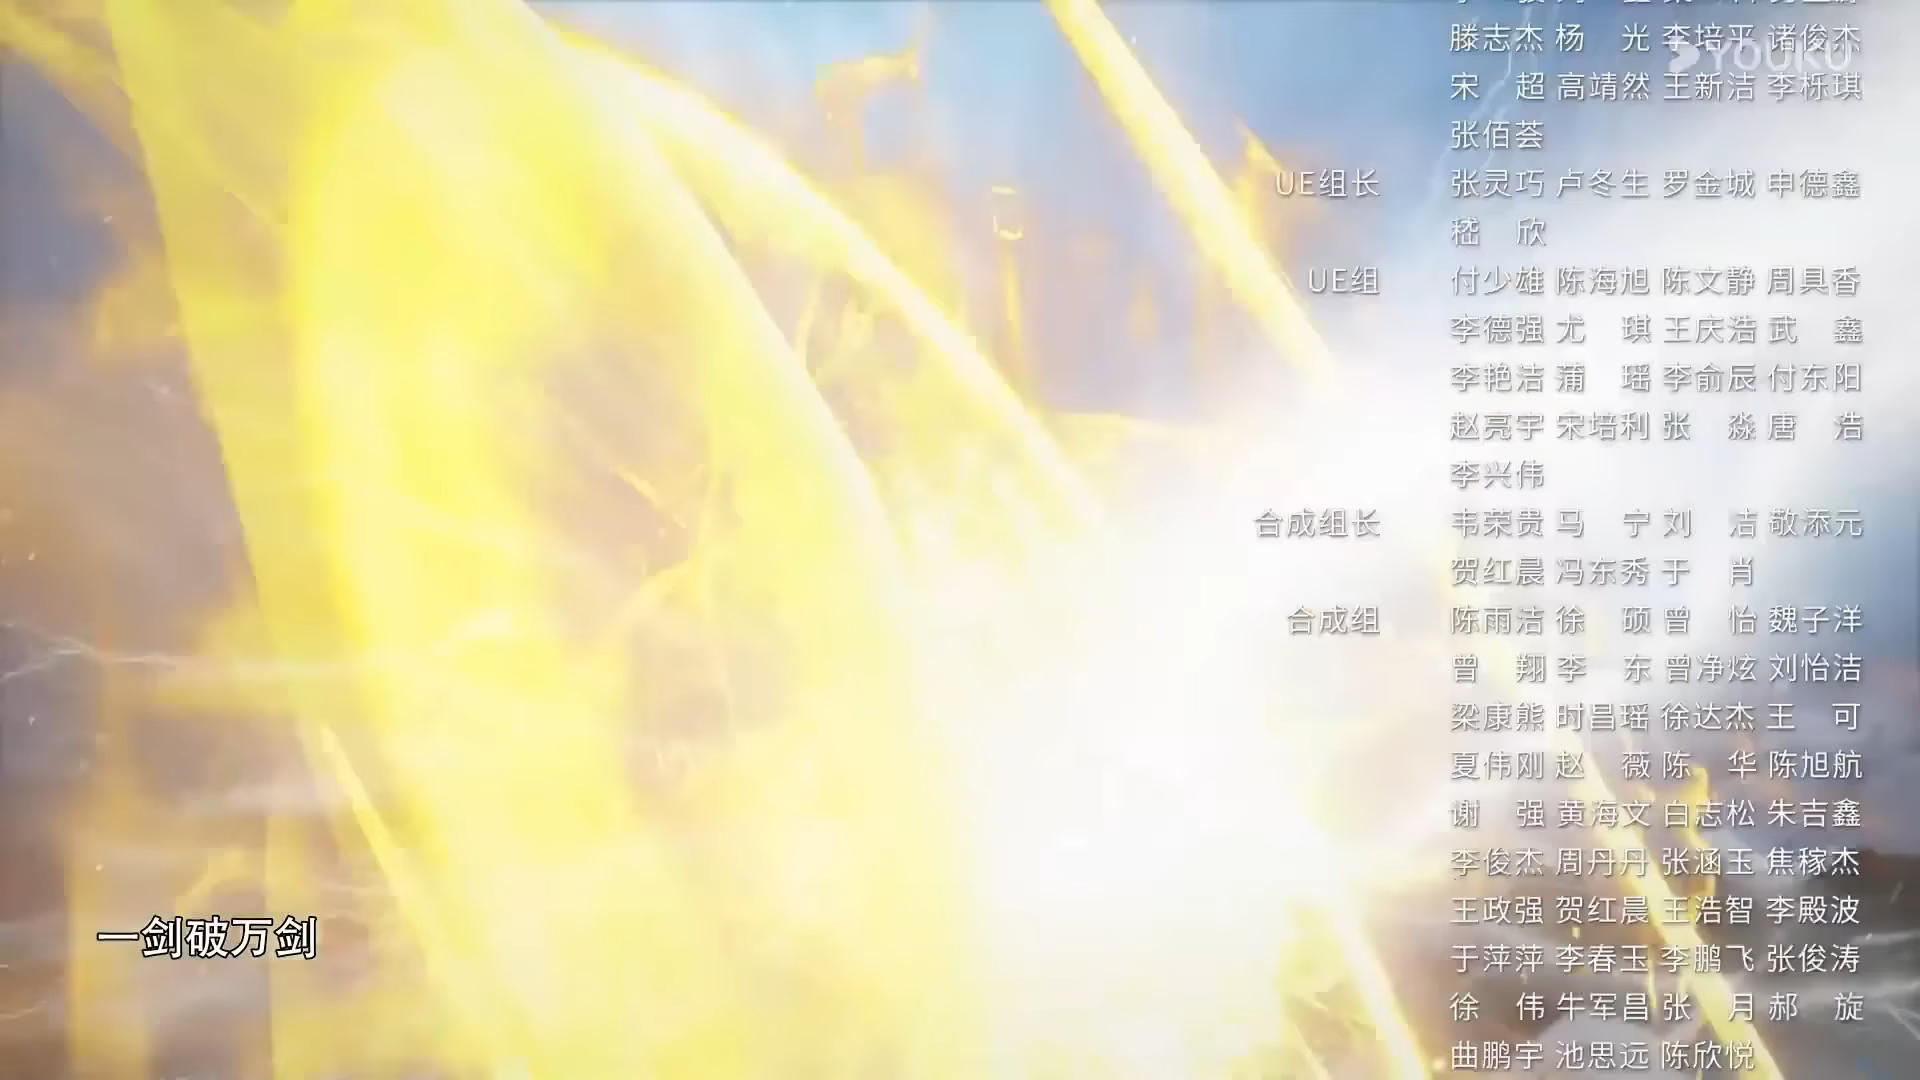 滕志杰 杨 光 李培平 诸俊杰
YOUKU
宋 超 高靖然 王新洁 李栎琪
张佰荟
UE组长 张灵巧 卢冬生 罗金城 申德鑫
嵇 欣
UE组 付少雄 陈海旭 陈文静 周具香
李德强 尤 琪 王庆浩 武 鑫
李艳洁 蒲 瑶 李俞辰 付东阳
赵亮宇 宋培利 张 淼 唐 浩
李兴伟
合成组长 韦荣贵 马 宁 刘 洁 敬添元
贺红晨 冯东秀 于 肖
合成组 陈雨洁 徐 硕 曾 怡 魏子洋
曾 翔 李 东 曾净炫 刘怡洁
梁康熊 时昌瑶 徐达杰 王 可
夏伟刚 赵 薇 陈 华 陈旭航
谢 强 黄海文 白志松 朱吉鑫
李俊杰 周丹丹 张涵玉 焦稼杰
王政强 贺红晨 王浩智 李殿波
一剑破万剑
于萍萍 李春玉 李鹏飞 张俊涛
徐 伟 牛军昌 张 月 郝 旋
曲鹏宇 池思远 陈欣悦